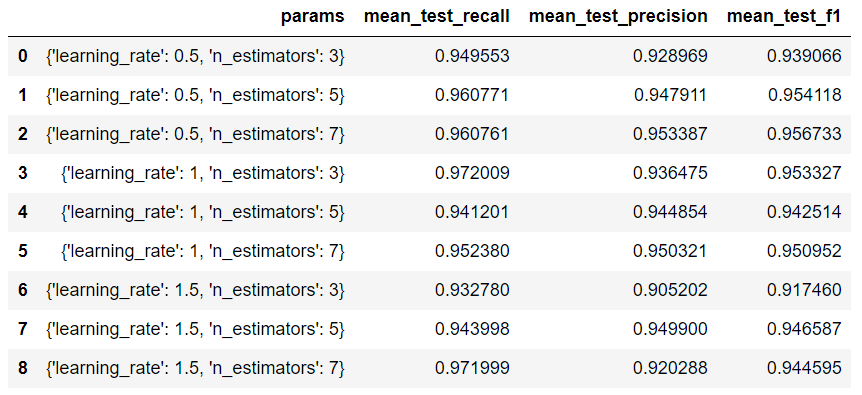 params mean_test_recall mean_test_precision mean_test_f1
0 {'learning_rate': 0.5, 'n_estimators': 3} 0.949553 0.928969 0.939066
1 {'learning_rate': 0.5, 'n_estimators': 5} 0.960771 0.947911 0.954118
2 {'learning_rate': 0.5, 'n_estimators': 7} 0.960761 0.953387 0.956733
3 {'learning_rate': 1, 'n_estimators': 3} 0.972009 0.936475 0.953327
4 {'learning_rate': 1, 'n_estimators': 5} 0.941201 0.944854 0.942514
5 {'learning_rate': 1, 'n_estimators': 7} 0.952380 0.950321 0.950952
6 {'learning_rate': 1.5, 'n_estimators': 3} 0.932780 0.905202 0.917460
7 {'learning_rate': 1.5, 'n_estimators': 5} 0.943998 0.949900 0.946587
8 {'learning_rate': 1.5, 'n_estimators': 7} 0.971999 0.920288 0.944595